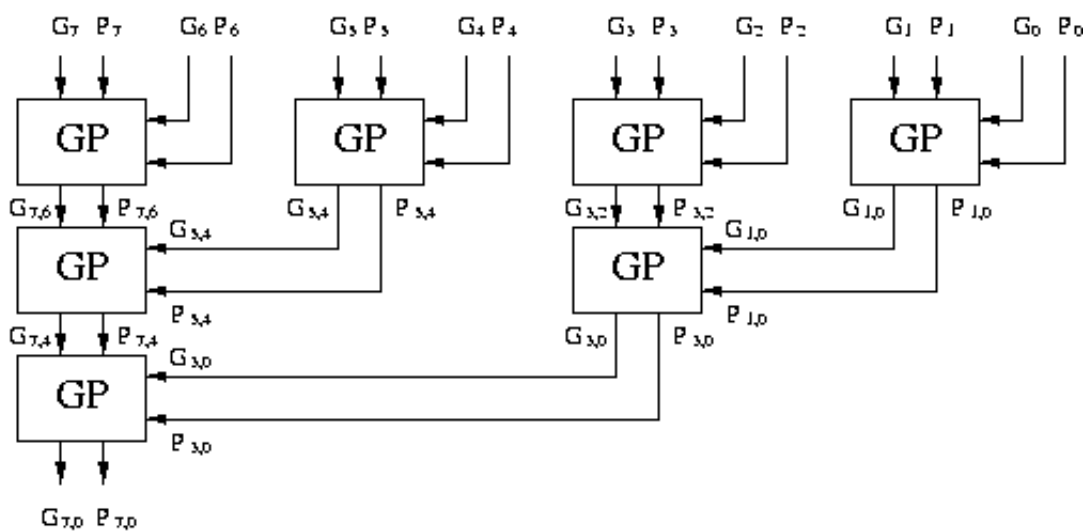 G7 P7 G6 P6 G5 P5 G4 P4 G3 P3 G2 P2 G1 P1 G0 P0
GP GP GP GP
G7,6 P7,6 G5,4 P5,4 G3,2 P3,2 G1,0 P1,0
G5,4 G1,0
GP GP
P5,4 P1,0
G7,4 P7,4 G3,0 P3,0
G3,0
GP
P3,0
G7,0 P7,0